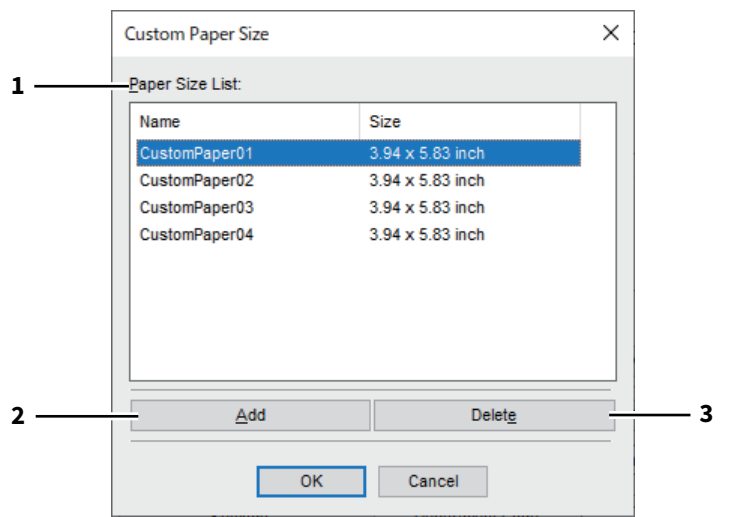 Custom Paper Size
1
Paper Size List:
Name Size
CustomPaper01 3.94 x 5.83 inch
CustomPaper02 3.94 x 5.83 inch
CustomPaper03 3.94 x 5.83 inch
CustomPaper04 3.94 x 5.83 inch
2 Add Delete 3
OK Cancel